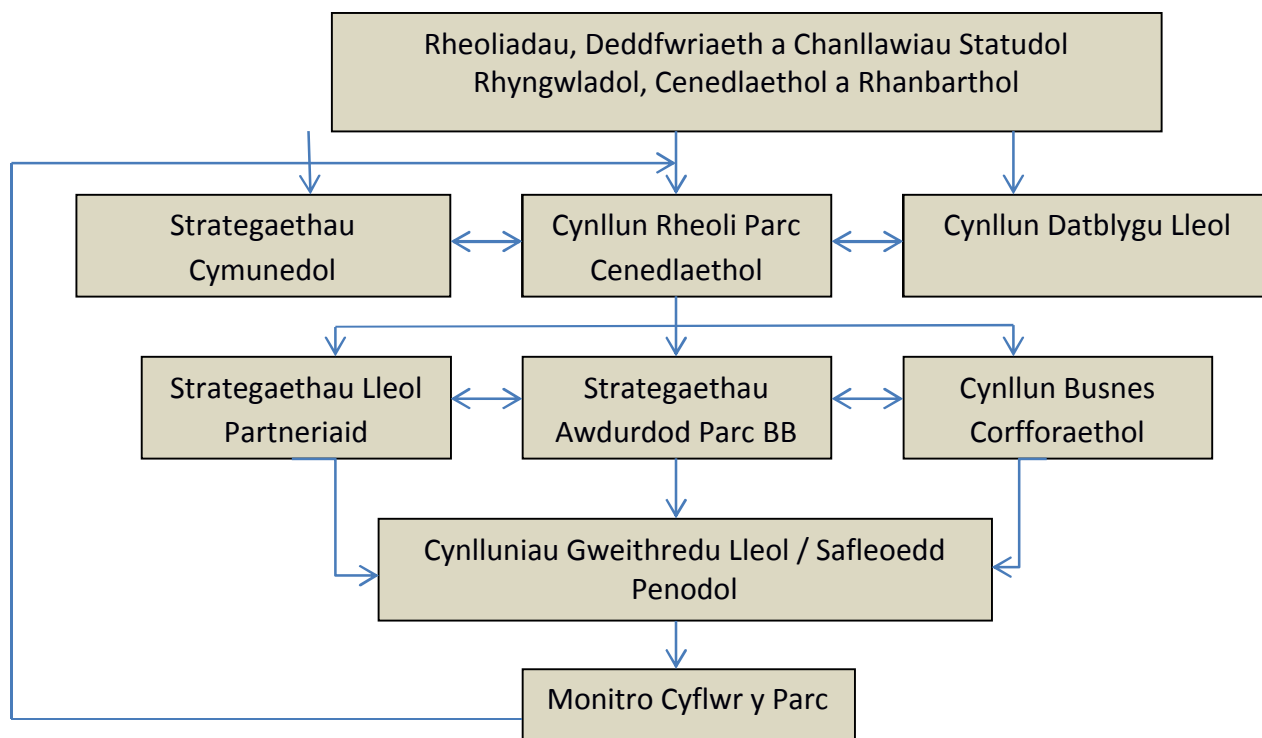 Rheoliadau, Deddfwriaeth a Chanllawiau Statudol
Rhyngwladol, Cenedlaethol a Rhanbarthol
Strategaethau
Cymunedol
Cynllun Rheoli Parc
Cenedlaethol
Cynllun Datblygu Lleol
Strategaethau Lleol
Partneriaid
Strategaethau
Awdurdod Parc BB
Cynllun Busnes
Corfforaethol
Cynlluniau Gweithredu Lleol / Safleoedd
Penodol
Monitro Cyflwr y Parc